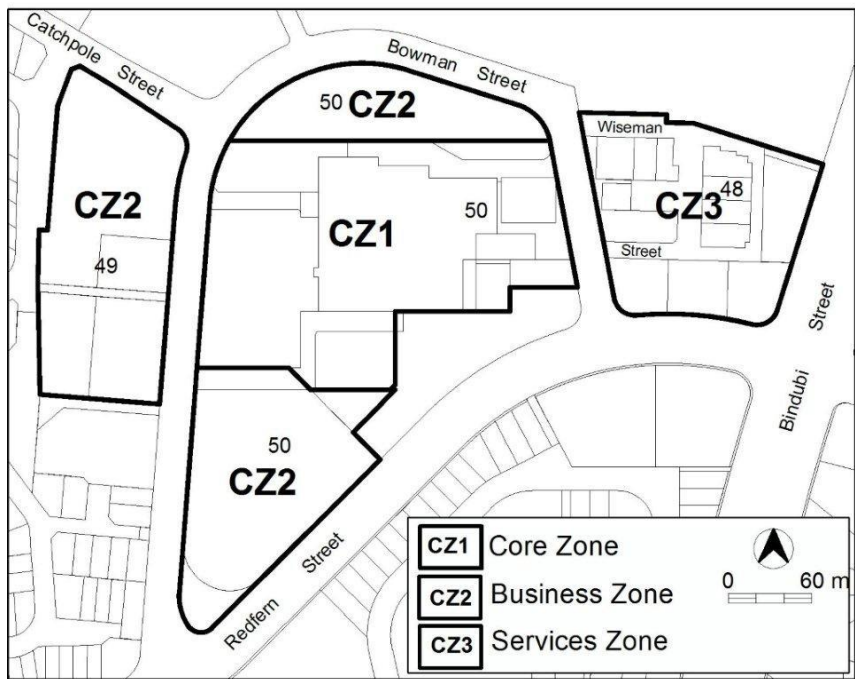 Catchpole
Street
Bowman Street
50 CZ2
Wiseman
CZ2
48
CZ3
50
CZ1
49
Street
50
CZ2
Bindubi Street
Redfern Street
CZ1 Core Zone
CZ2 Business Zone
CZ3 Services Zone
0 60 m